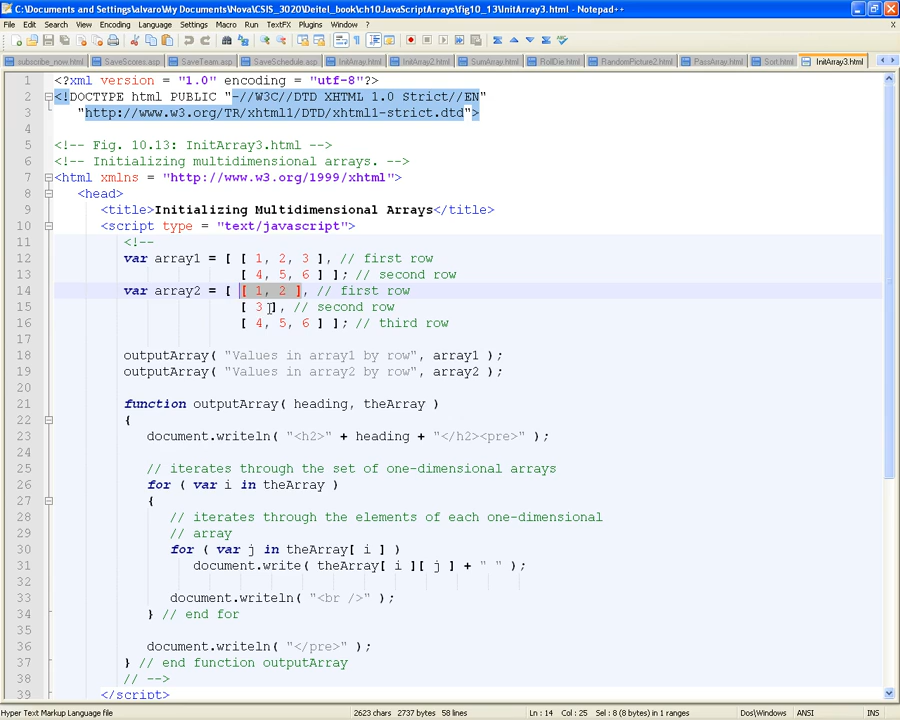 C:\Documents and Settings\alvaro\My Documents\Nova\CSIS_3020\Deitel_book\ch10JavaScriptArrays\fig10_13\InitArray3.html - Notepad++
File Edit Search View Encoding Language Settings Macro Run TextFX Plugins Window ?
X
subscribe_now.html SaveScores.asp SaveTeam.asp SaveSchedule.asp InitArray.html InitArray2.html SumArray.html RollDie.html RandomPicture2.html PassArray.html Sort.html InitArray3.html
1 <?xml version = "1.0" encoding = "utf-8"?>
2 <!DOCTYPE html PUBLIC "-//W3C//DTD XHTML 1.0 Strict//EN"
3 "http://www.w3.org/TR/xhtml1/DTD/xhtml1-strict.dtd">
4
5 <!-- Fig. 10.13: InitArray3.html -->
6 <!-- Initializing multidimensional arrays. -->
7 <html xmlns = "http://www.w3.org/1999/xhtml">
8 <head>
9 <title>Initializing Multidimensional Arrays</title>
10 <script type = "text/javascript">
11 <!--
12 var array1 = [ [ 1, 2, 3 ], // first row
13 [ 4, 5, 6 ] ]; // second row
14 var array2 = [ [ 1, 2 ], // first row
15 [ 3 ], // second row
16 [ 4, 5, 6 ] ]; // third row
17
18 outputArray( "Values in array1 by row", array1 );
19 outputArray( "Values in array2 by row", array2 );
20
21 function outputArray( heading, theArray )
22 {
23 document.writeln( "<h2>" + heading + "</h2><pre>" );
24
25 // iterates through the set of one-dimensional arrays
26 for ( var i in theArray )
27 {
28 // iterates through the elements of each one-dimensional
29 // array
30 for ( var j in theArray[ i ] )
31 document.write( theArray[ i ][ j ] + " " );
32
33 document.writeln( "<br />" );
34 } // end for
35
36 document.writeln( "</pre>" );
37 } // end function outputArray
38 // -->
39 </script>
Hyper Text Markup Language file 2623 chars 2737 bytes 58 lines Ln : 14 Col : 25 Sel : 8 (8 bytes) in 1 ranges Dos\Windows ANSI INS